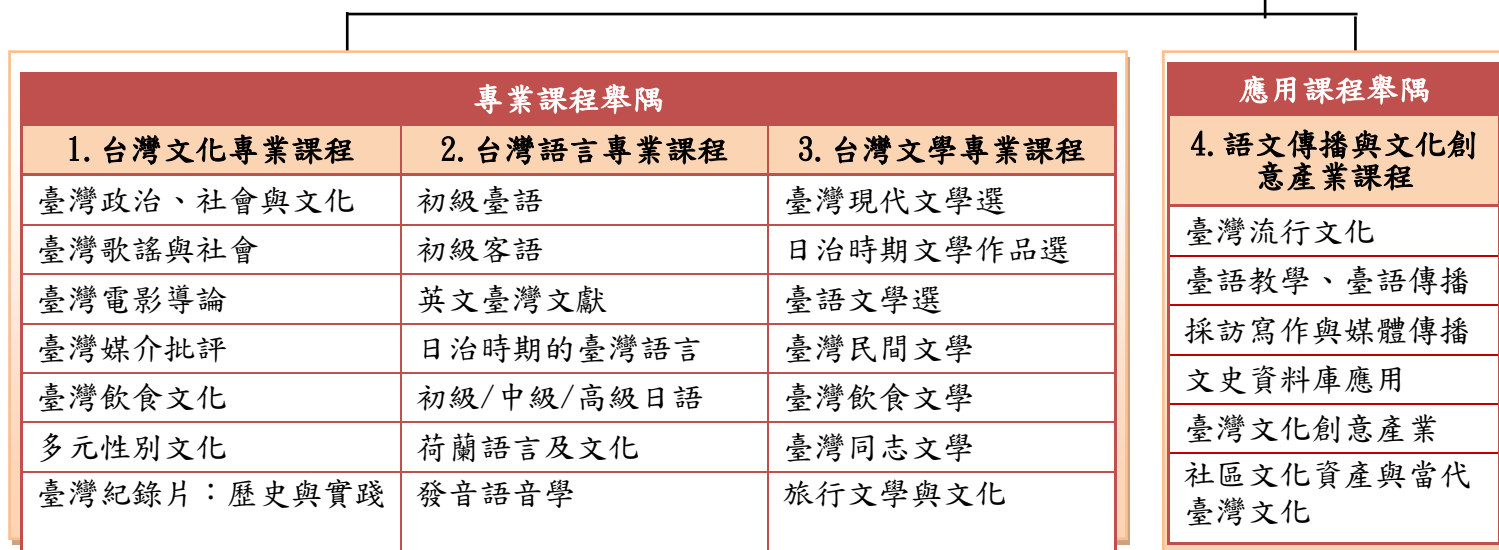 專業課程舉隅
1.台灣文化專業課程 2.台灣語言專業課程 3.台灣文學專業課程
臺灣政治、社會與文化 初級臺語 臺灣現代文學選
臺灣歌謠與社會 初級客語 日治時期文學作品選
臺灣電影導論 英文臺灣文獻 臺語文學選
臺灣媒介批評 日治時期的臺灣語言 臺灣民間文學
臺灣飲食文化 初級/中級/高級日語 臺灣飲食文學
多元性別文化 荷蘭語言及文化 臺灣同志文學
臺灣紀錄片：歷史與實踐 發音語音學 旅行文學與文化
應用課程舉隅
4.語文傳播與文化創
意產業課程
臺灣流行文化
臺語教學、臺語傳播
採訪寫作與媒體傳播
文史資料庫應用
臺灣文化創意產業
社區文化資產與當代
臺灣文化